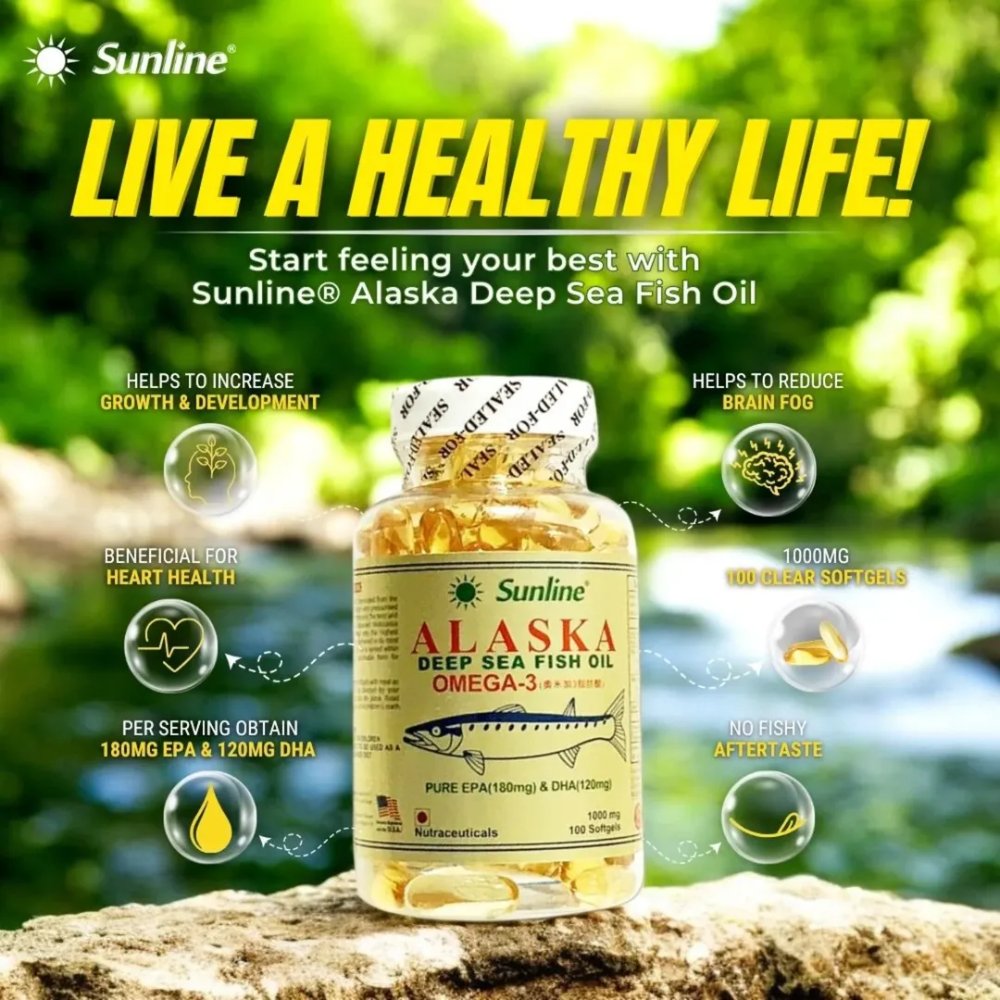 Sunline®
LIVE A HEALTHY LIFE!
Start feeling your best with
Sunline® Alaska Deep Sea Fish Oil
HELPS TO INCREASE
GROWTH & DEVELOPMENT
HELPS TO REDUCE
BRAIN FOG
BENEFICIAL FOR
HEART HEALTH
1000MG
100 CLEAR SOFTGELS
PER SERVING OBTAIN
180MG EPA & 120MG DHA
NO FISHY
AFTERTASTE
SEALED-FOR
SEALED-FOR
Sunline®
ALASKA
DEEP SEA FISH OIL
OMEGA-3
PURE EPA(180mg) & DHA(120mg)
1000 mg
100 Softgels
Nutraceuticals
U.S.A.